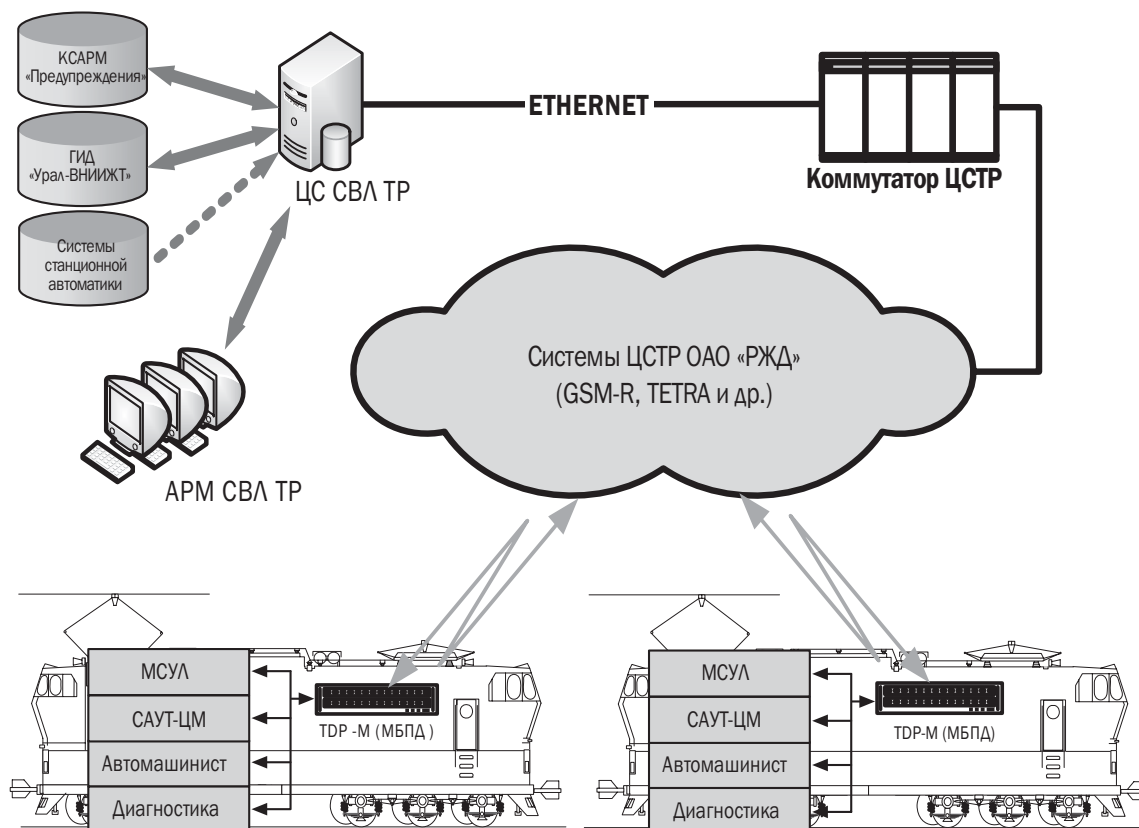 КСАРМ
«Предупреждения»
ГИД
«Урал-ВНИИЖТ»
Системы
станционной
автоматики
ЦС СВЛ ТР
ETHERNET
Коммутатор ЦСТР
АРМ СВЛ ТР
Системы ЦСТР ОАО «РЖД»
(GSM-R, TETRA и др.)
МСУЛ
САУТ-ЦМ
Автомашинист
Диагностика
TDP -M (МБПД )
МСУЛ
САУТ-ЦМ
Автомашинист
Диагностика
TDP-M (МБПД)